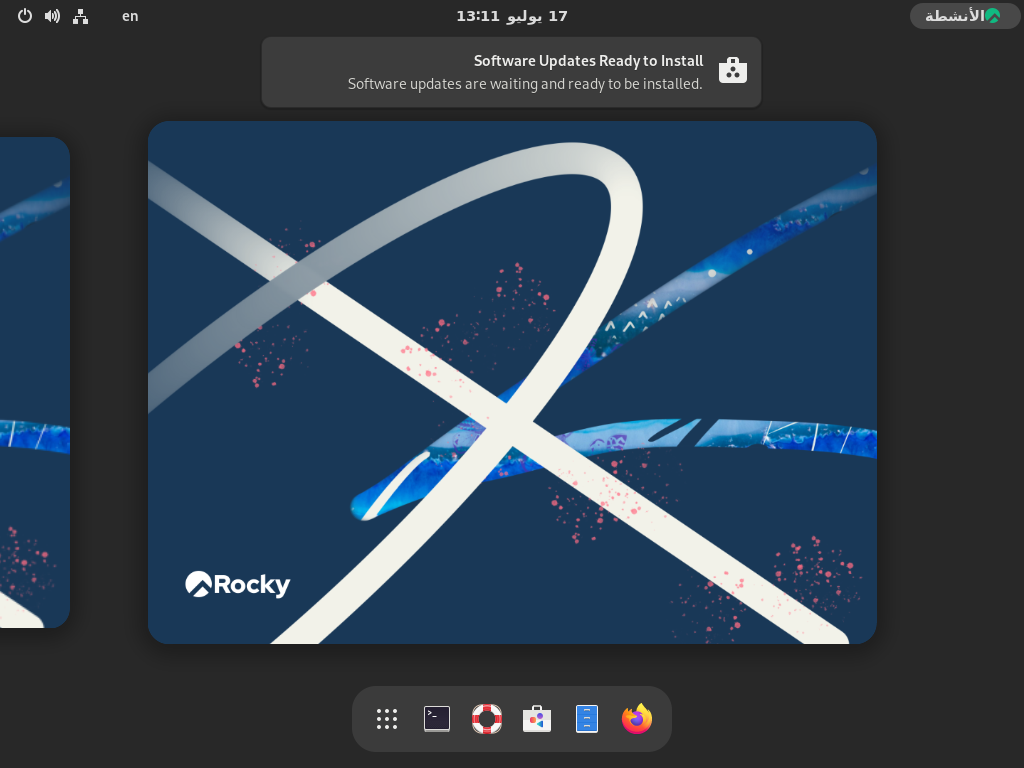 الأنشطة
17 يوليو 13:11
en
Software Updates Ready to Install
Software updates are waiting and ready to be installed.
Rocky